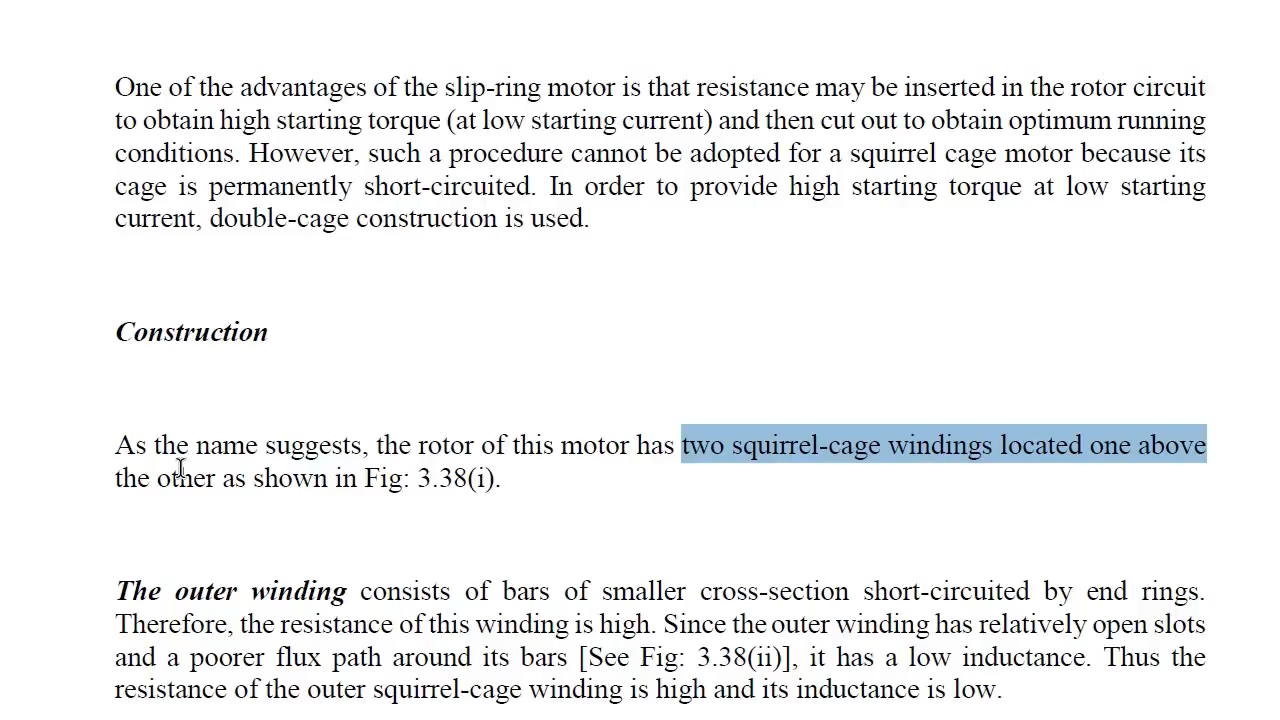 One of the advantages of the slip-ring motor is that resistance may be inserted in the rotor circuit
to obtain high starting torque (at low starting current) and then cut out to obtain optimum running
conditions. However, such a procedure cannot be adopted for a squirrel cage motor because its
cage is permanently short-circuited. In order to provide high starting torque at low starting
current, double-cage construction is used.
Construction
As the name suggests, the rotor of this motor has two squirrel-cage windings located one above
the other as shown in Fig: 3.38(i).
The outer winding consists of bars of smaller cross-section short-circuited by end rings.
Therefore, the resistance of this winding is high. Since the outer winding has relatively open slots
and a poorer flux path around its bars [See Fig: 3.38(ii)], it has a low inductance. Thus the
resistance of the outer squirrel-cage winding is high and its inductance is low.